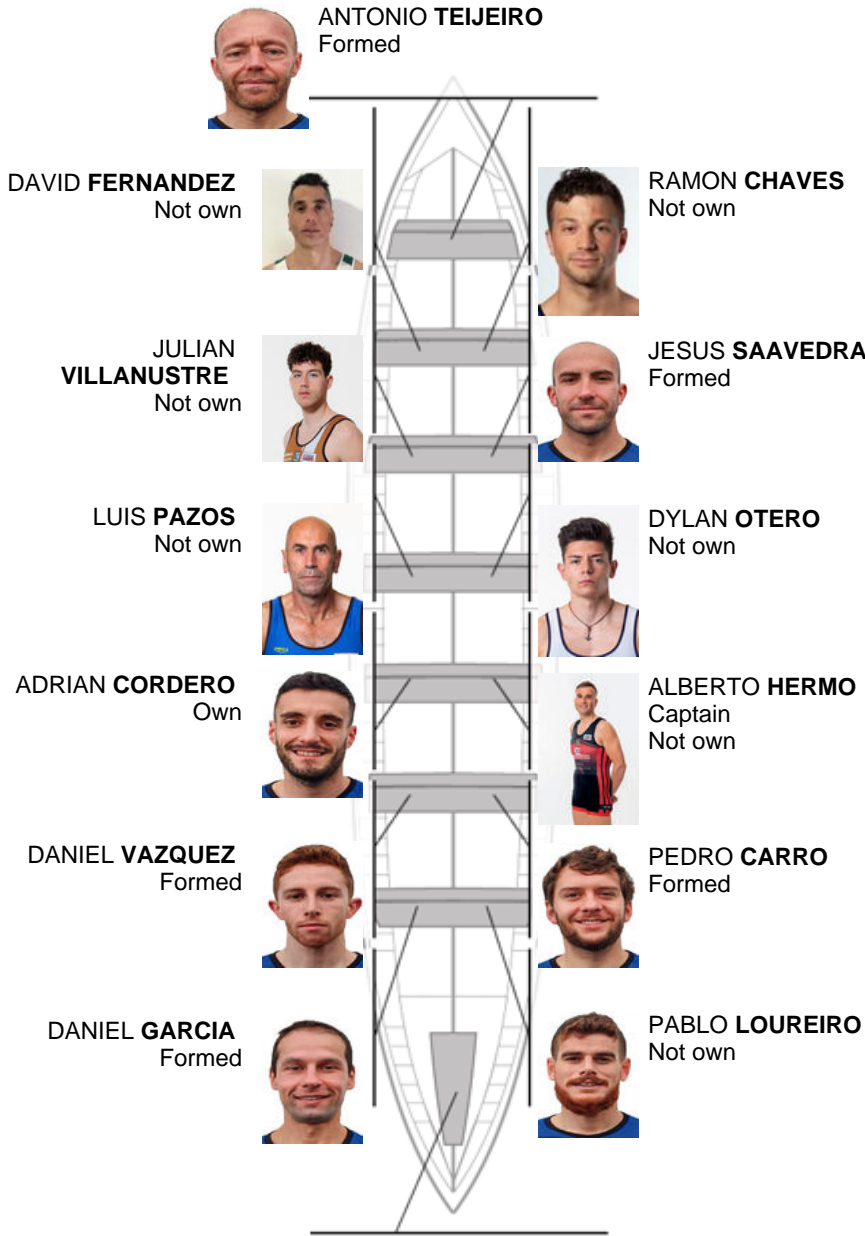 ANTONIO TEIJEIRO
Formed
DAVID FERNANDEZ
Not own
RAMON CHAVES
Not own
JULIAN
VILLANUSTRE
Not own
JESUS SAAVEDRA
Formed
LUIS PAZOS
Not own
DYLAN OTERO
Not own
ADRIAN CORDERO
Own
ALBERTO HERMO
Captain
Not own
DANIEL VAZQUEZ
Formed
PEDRO CARRO
Formed
DANIEL GARCIA
Formed
PABLO LOUREIRO
Not own